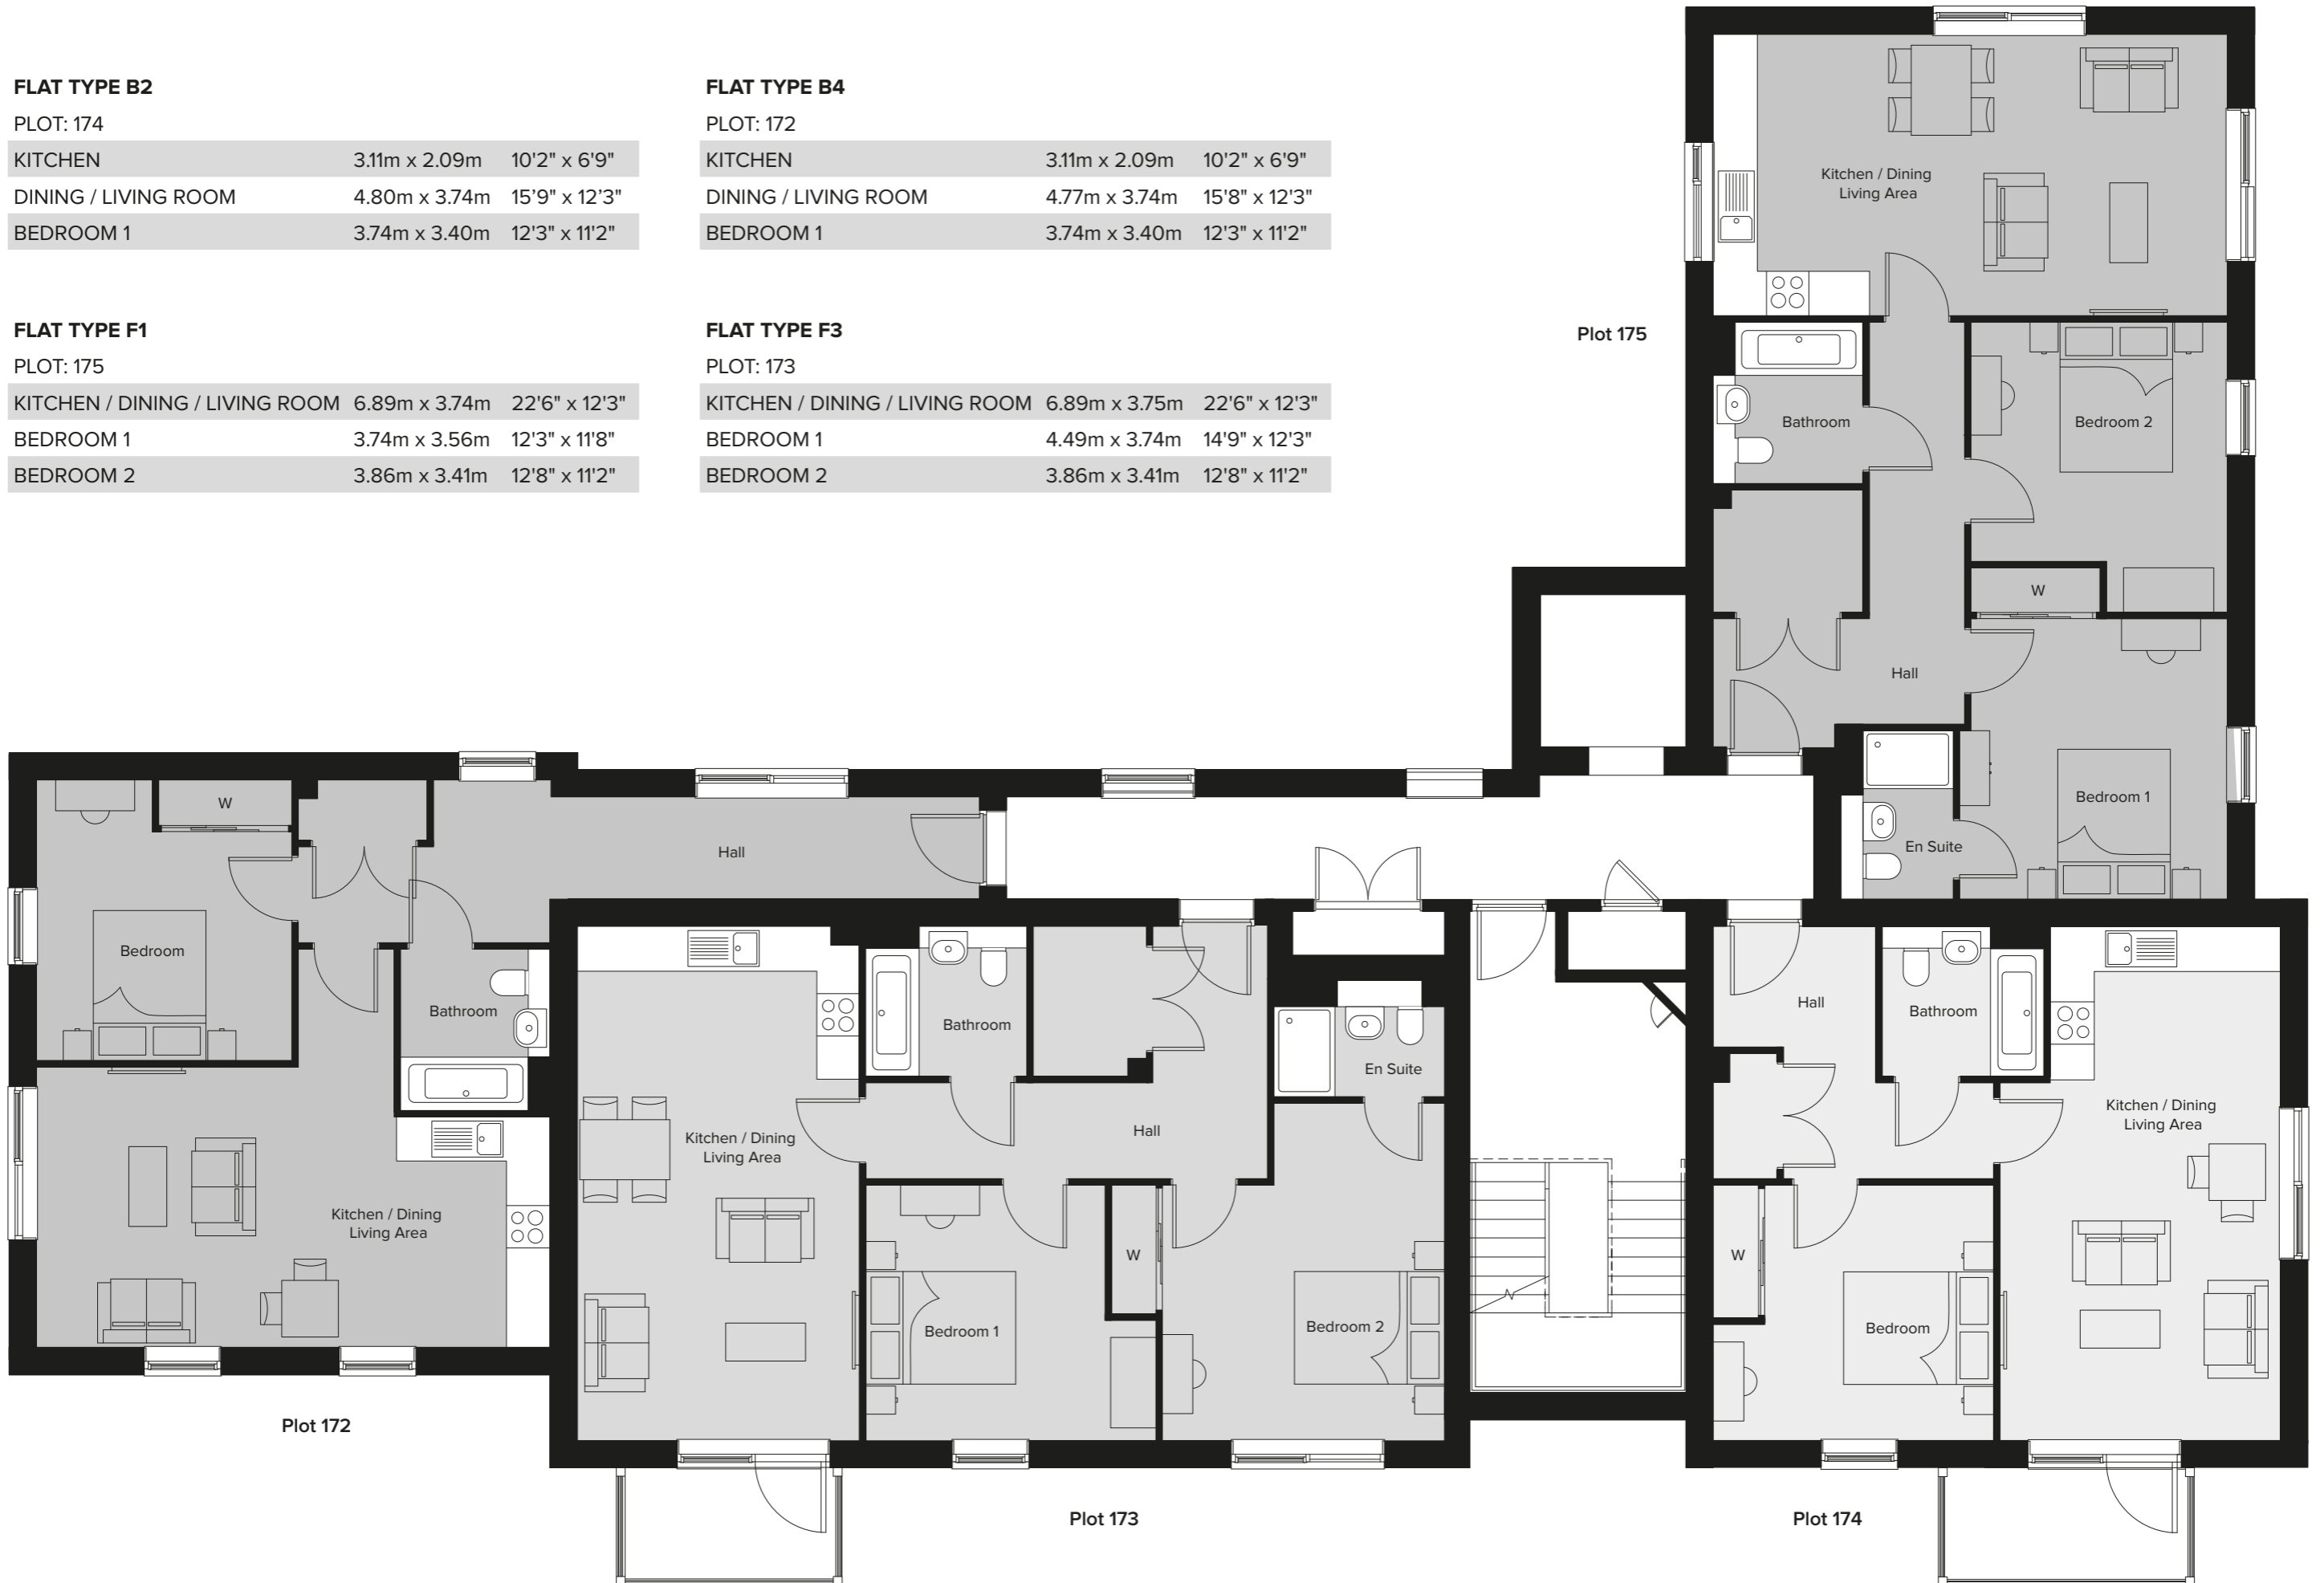 FLAT TYPE B2
PLOT: 174
KITCHEN 3.11m x 2.09m 10'2" x 6'9"
DINING / LIVING ROOM 4.80m x 3.74m 15’9" x 12’3"
BEDROOM 1 3.74m x 3.40m 12'3" x 11'2"
FLAT TYPE B4
PLOT: 172
KITCHEN 3.11m x 2.09m 10'2" x 6'9"
DINING / LIVING ROOM 4.77m x 3.74m 15'8" x 12'3"
BEDROOM 1 3.74m x 3.40m 12'3" x 11'2"
FLAT TYPE F1
PLOT: 175
KITCHEN / DINING / LIVING ROOM 6.89m x 3.74m 22'6" x 12'3"
BEDROOM 1 3.74m x 3.56m 12'3" x 11'8"
BEDROOM 2 3.86m x 3.41m 12'8" x 11'2"
FLAT TYPE F3
PLOT: 173
KITCHEN / DINING / LIVING ROOM 6.89m x 3.75m 22'6" x 12'3"
BEDROOM 1 4.49m x 3.74m 14'9" x 12'3"
BEDROOM 2 3.86m x 3.41m 12'8" x 11'2"
Plot 175
Kitchen / Dining
Living Area
Bathroom
Bedroom 2
W
Hall
Bedroom 1
En Suite
W
Hall
Bedroom
Bathroom
Kitchen / Dining
Living Area
Plot 172
Kitchen / Dining
Living Area
Bathroom
En Suite
Hall
W
Bedroom 1
Bedroom 2
Plot 173
Hall
Bathroom
Kitchen / Dining
Living Area
W
Bedroom
Plot 174